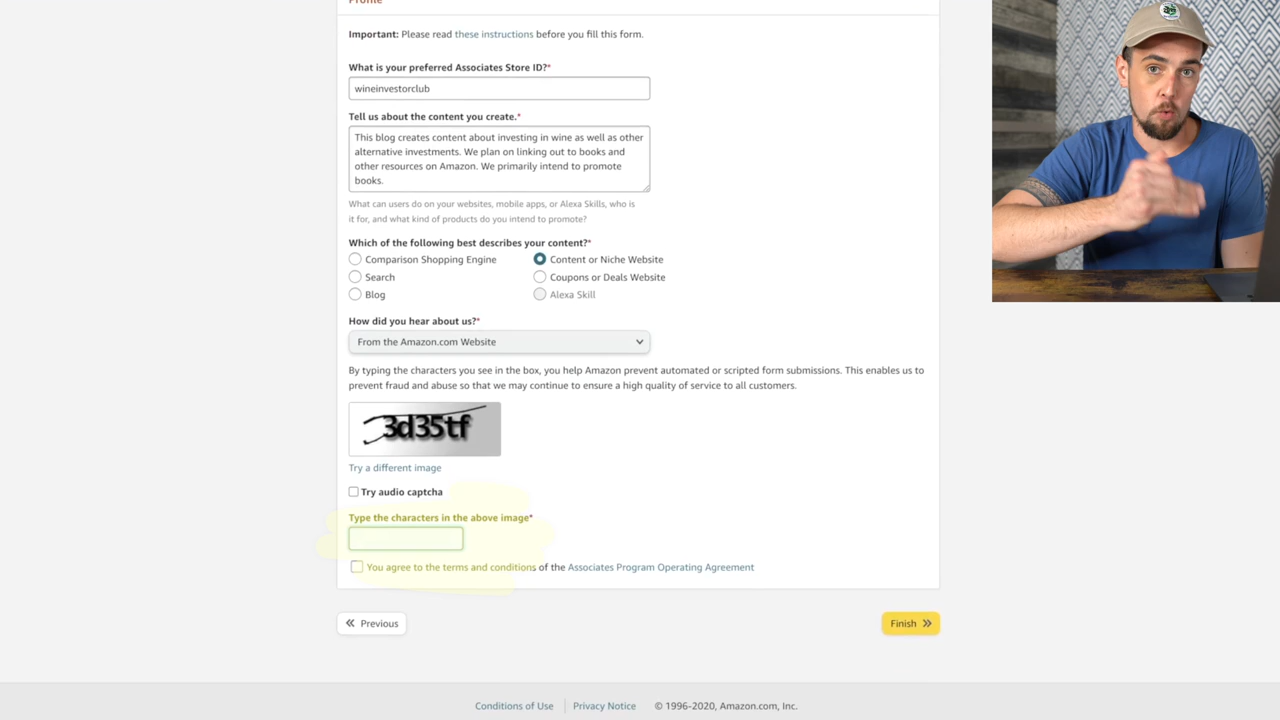 Profile
Important: Please read these instructions before you fill this form.
What is your preferred Associates Store ID?*
wineinvestorclub
Tell us about the content you create.*
This blog creates content about investing in wine as well as other
alternative investments. We plan on linking out to books and
other resources on Amazon. We primarily intend to promote
books.
What can users do on your websites, mobile apps, or Alexa Skills, who is
it for, and what kind of products do you intend to promote?
Which of the following best describes your content?*
Comparison Shopping Engine
Content or Niche Website
Search
Coupons or Deals Website
Blog
Alexa Skill
How did you hear about us?*
From the Amazon.com Website
By typing the characters you see in the box, you help Amazon prevent automated or scripted form submissions. This enables us to
prevent fraud and abuse so that we may continue to ensure a high quality of service to all customers.
3d35tf
Try a different image
Try audio captcha
Type the characters in the above image*
You agree to the terms and conditions of the Associates Program Operating Agreement
Previous
Finish
Conditions of Use
Privacy Notice
© 1996-2020, Amazon.com, Inc.